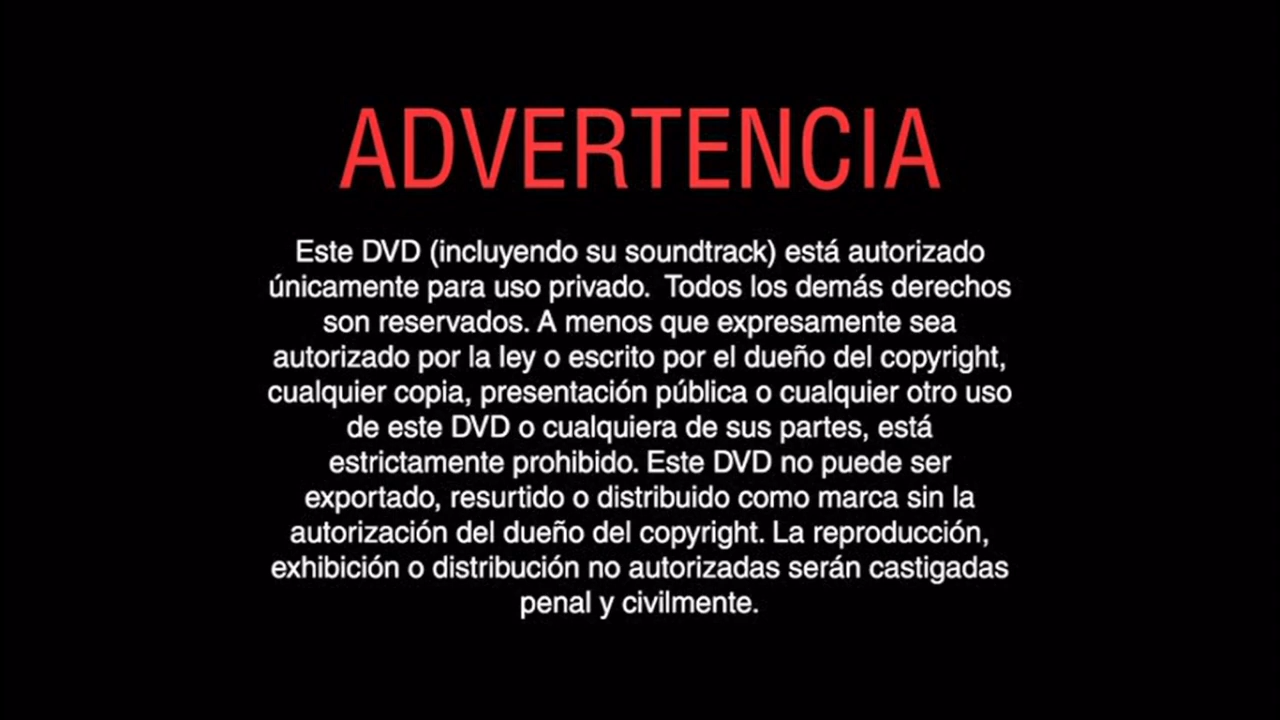 ADVERTENCIA
Este DVD (incluyendo su soundtrack) está autorizado
únicamente para uso privado.  Todos los demás derechos
son reservados. A menos que expresamente sea
autorizado por la ley o escrito por el dueño del copyright,
cualquier copia, presentación pública o cualquier otro uso
de este DVD o cualquiera de sus partes, está
estrictamente prohibido. Este DVD no puede ser
exportado, resurtido o distribuido como marca sin la
autorización del dueño del copyright. La reproducción,
exhibición o distribución no autorizadas serán castigadas
penal y civilmente.